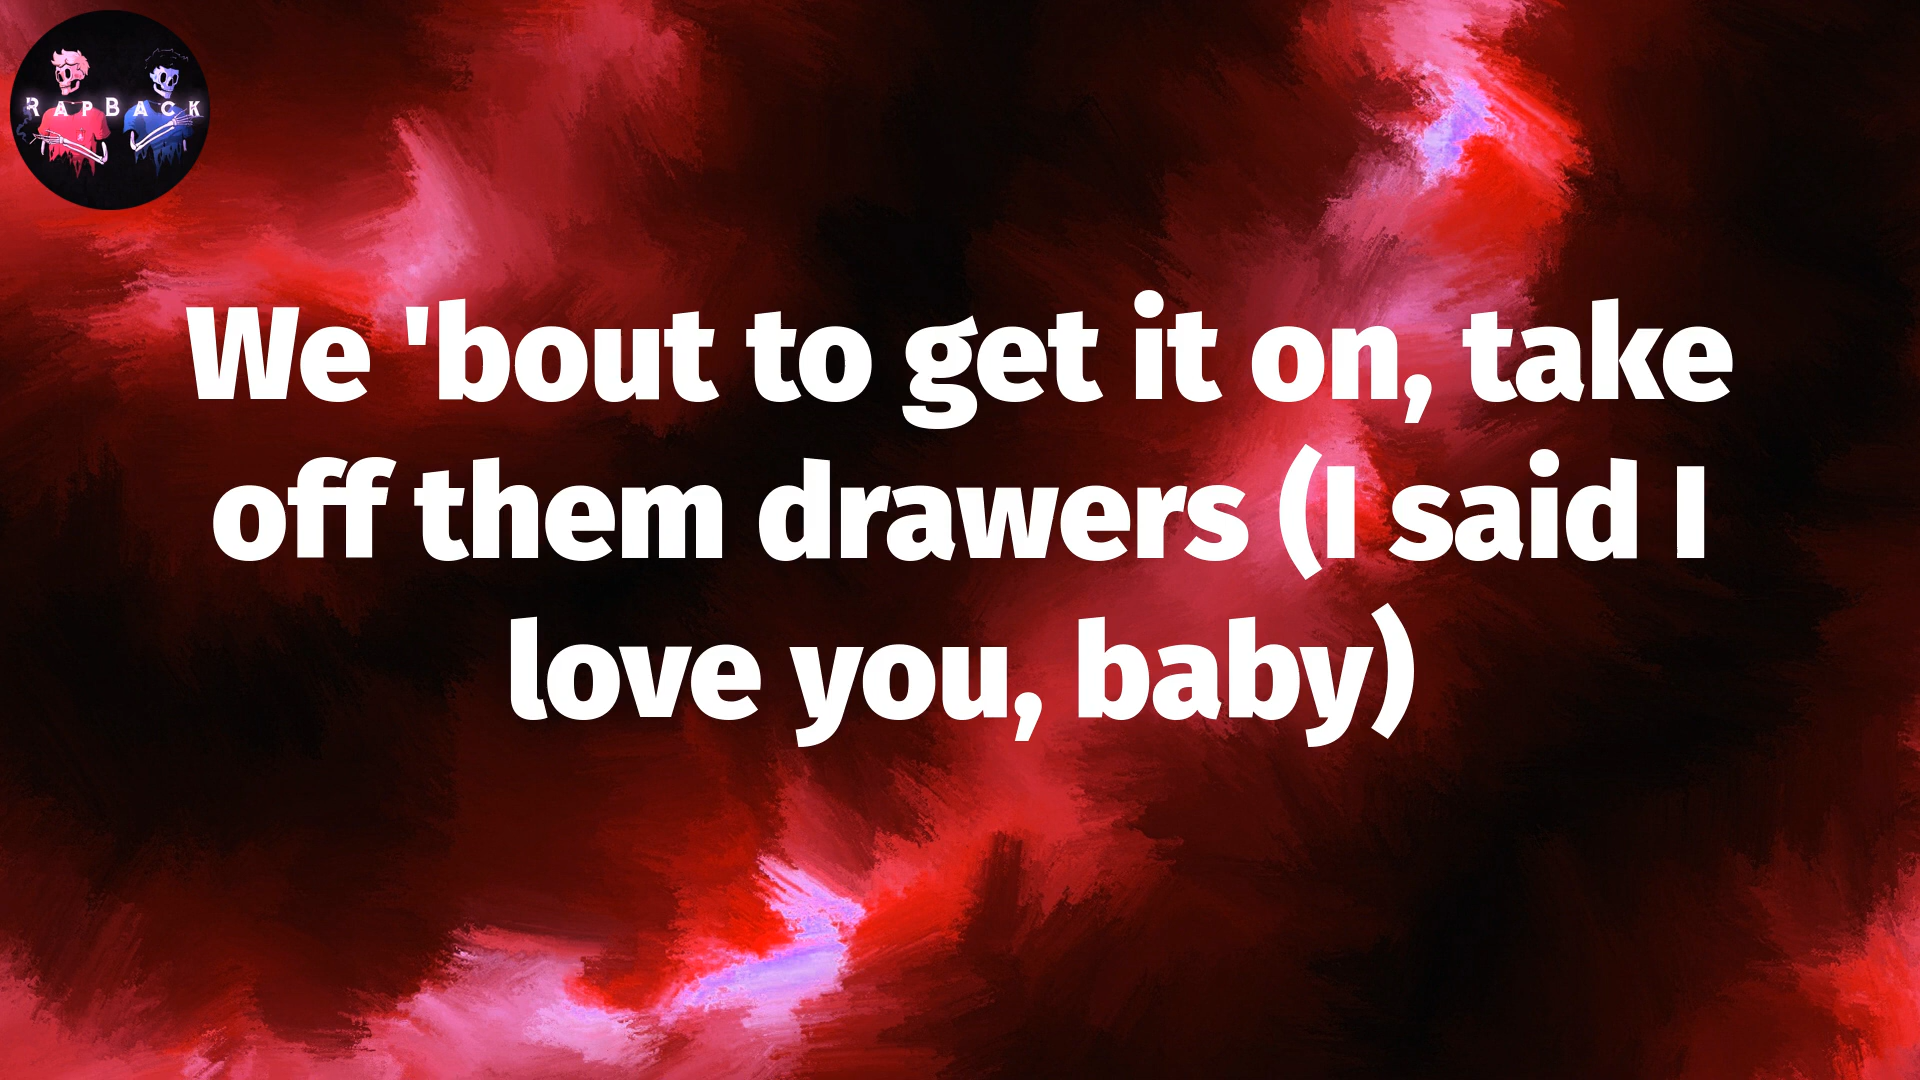 RAPBACK
We 'bout to get it on, take
off them drawers (I said I
love you, baby)